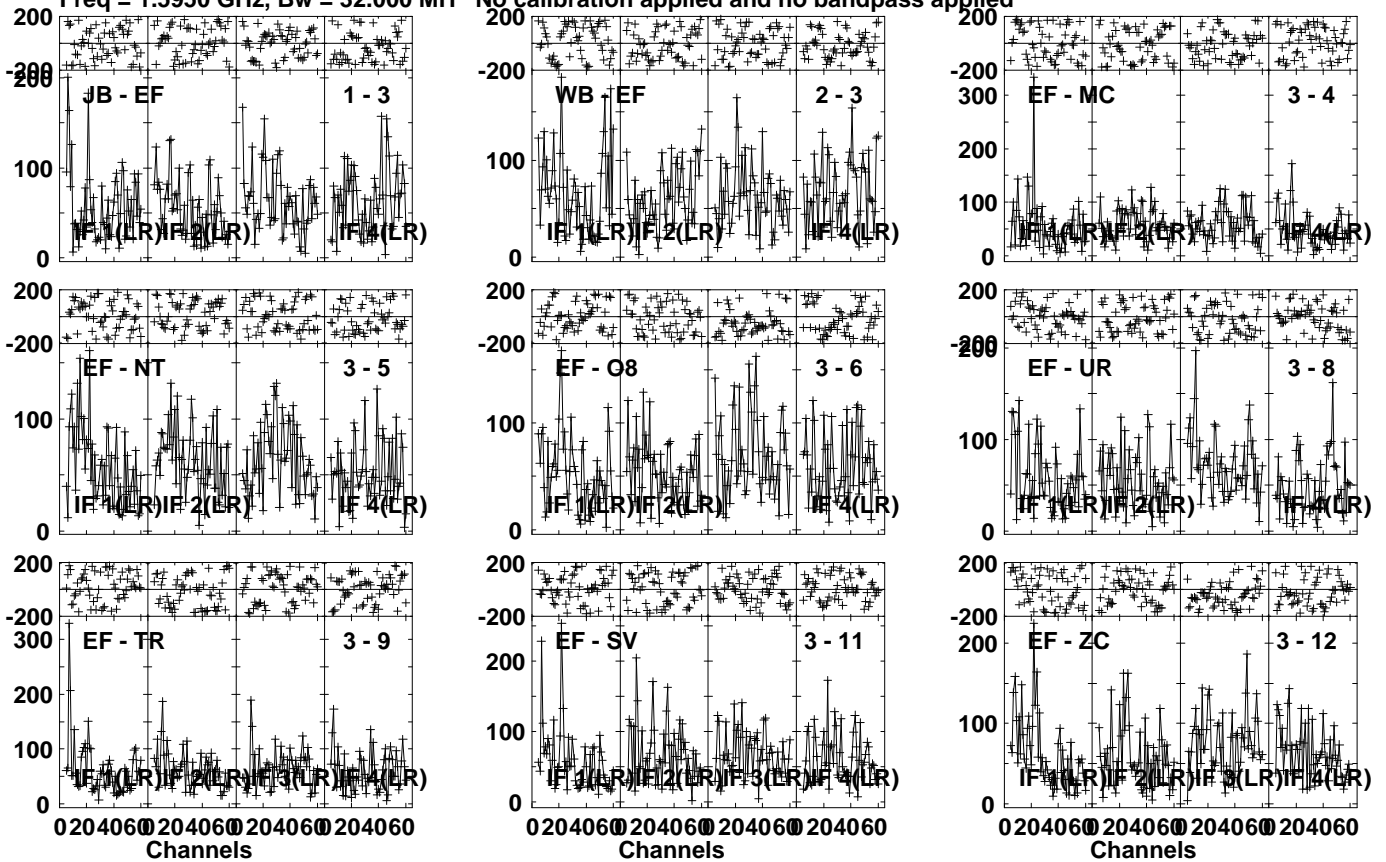 Freq = 1.5950 GHz, Bw = 32.000 MH No calibration applied and no bandpass applied
200 200 200
-200 -200 -200
200 200 300
JB - EF 1 - 3 WB - EF 2 - 3 EF - MC 3 - 4
200
100 100 100
IF 1(LR) IF 2(LR) IF 4(LR) IF 1(LR) IF 2(LR) IF 4(LR) IF 1(LR) IF 2(LR) IF 4(LR)
0 0 0
200 200 200
-200 -200 -200
200
EF - NT 3 - 5 EF - O8 3 - 6 EF - UR 3 - 8
100 100 100
IF 1(LR) IF 2(LR) IF 4(LR) IF 1(LR) IF 2(LR) IF 4(LR) IF 1(LR) IF 2(LR) IF 4(LR)
0 0 0
200 200 200
-200 -200 -200
300 200 200
EF - TR 3 - 9 EF - SV 3 - 11 EF - ZC 3 - 12
200
100 100 100
IF 1(LR) IF 2(LR) IF 3(LR) IF 4(LR) IF 1(LR) IF 2(LR) IF 3(LR) IF 4(LR) IF 1(LR) IF 2(LR) IF 3(LR) IF 4(LR)
0 0 0
0 20 40 60 0 20 40 60 0 20 40 60 0 20 40 60 0 20 40 60 0 20 40 60 0 20 40 60 0 20 40 60 0 20 40 60 0 20 40 60 0 20 40 60 0 20 40 60
Channels Channels Channels